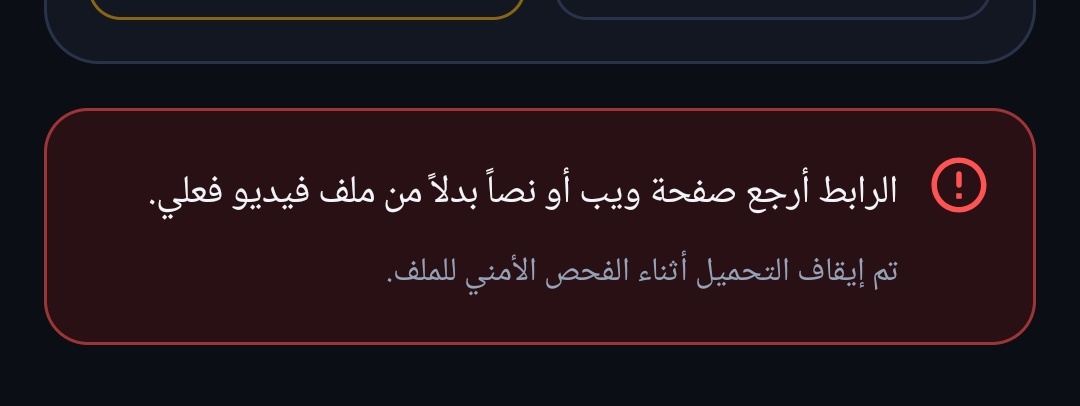 الرابط أرجع صفحة ويب أو نصاً بدلاً من ملف فيديو فعلي.
تم إيقاف التحميل أثناء الفحص الأمني للملف.